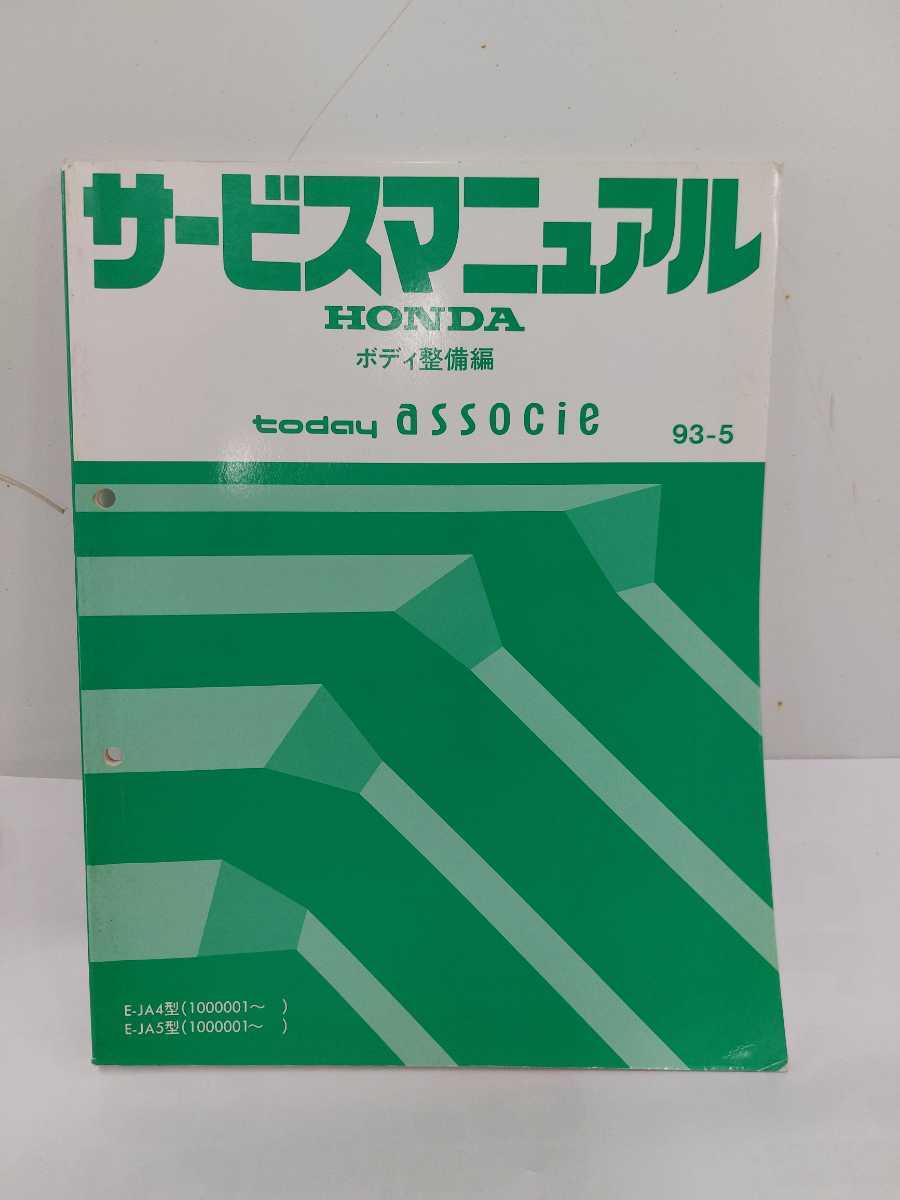 サービスマニュアル
HONDA
ボディ整備編
today associe 93-5
E-JA4型(1000001～　)
E-JA5型(1000001～　)